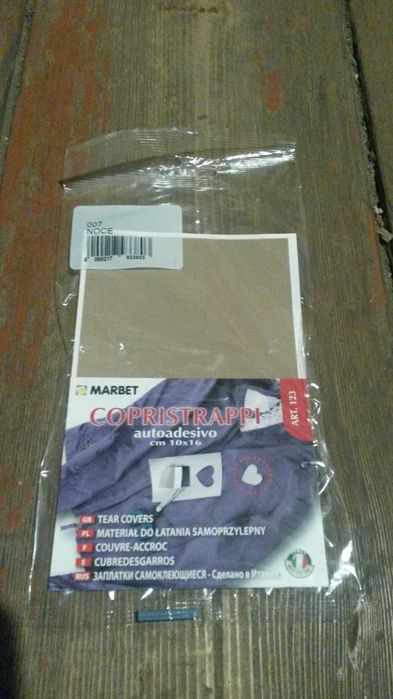 007
NOCE
8 000217 933803
MARBET
COPRISTRAPPI
autoadesivo
cm 10x16
ART. 123
GB TEAR COVERS
PL MATERIAŁ DO ŁATANIA SAMOPRZYLEPNY
F COUVRE-ACCROC
E CUBREDESGARROS
RUS ЗАПЛАТКИ САМОКЛЕЮЩИЕСЯ - Сделано в Италии